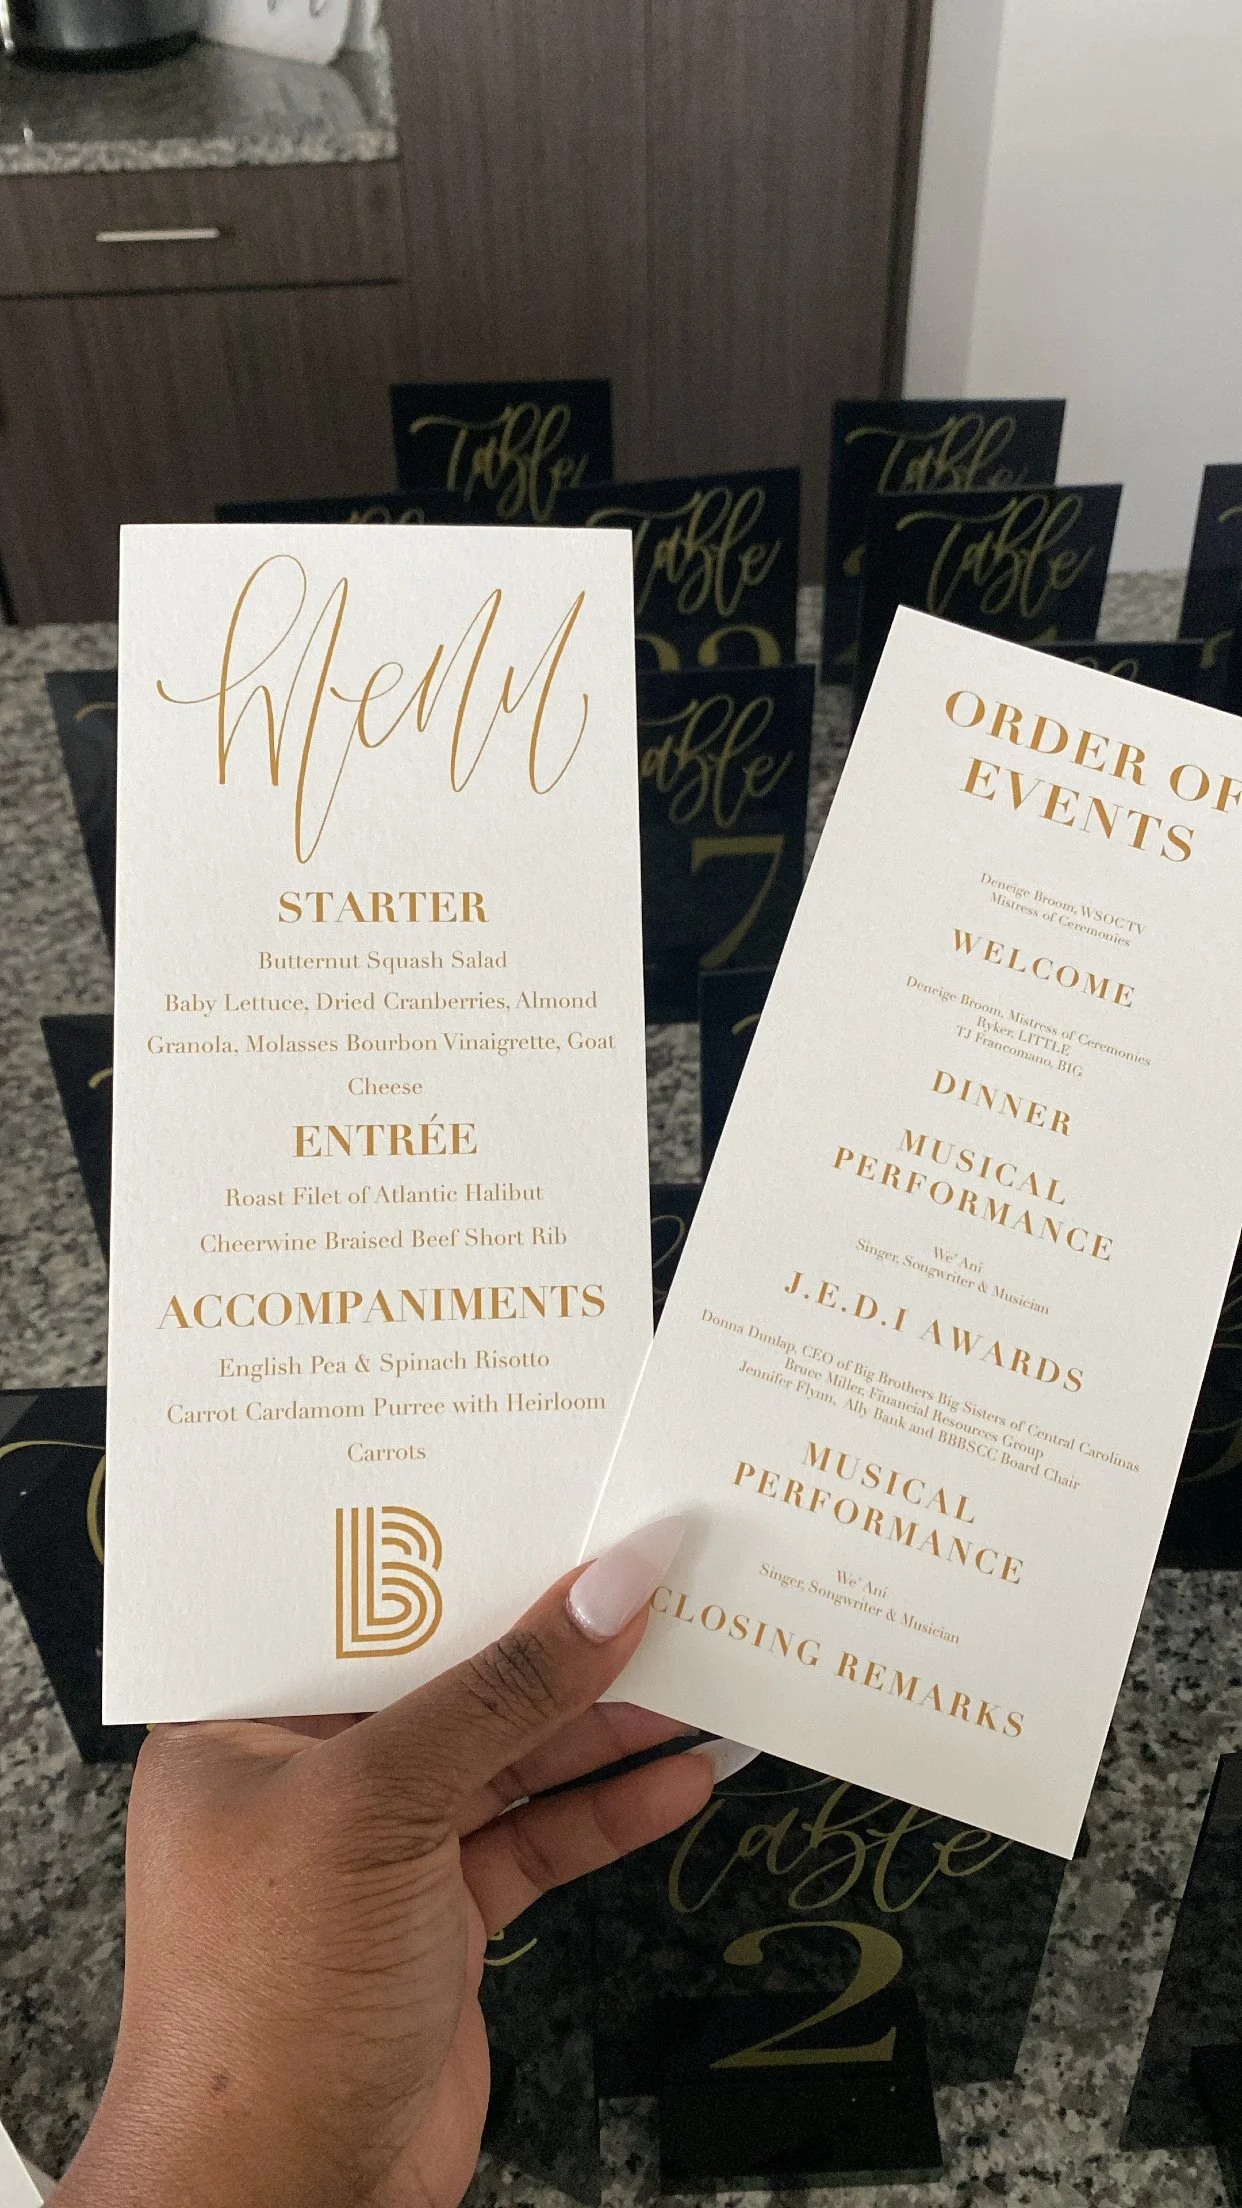 Menu
STARTER
Butternut Squash Salad
Baby Lettuce, Dried Cranberries, Almond
Granola, Molasses Bourbon Vinaigrette, Goat
Cheese
ENTRÉE
Roast Filet of Atlantic Halibut
Cheerwine Braised Beef Short Rib
ACCOMPANIMENTS
English Pea & Spinach Risotto
Carrot Cardamom Purree with Heirloom
Carrots
B
ORDER OF
EVENTS
Deneige Broom, WSOCTV
Mistress of Ceremonies
WELCOME
Deneige Broom, Mistress of Ceremonies
Ryker, LITTLE
TJ Francomano, BIG
DINNER
MUSICAL
PERFORMANCE
We' Ani
Singer, Songwriter & Musician
J.E.D.I AWARDS
Donna Dunlap, CEO of Big Brothers Big Sisters of Central Carolinas
Bruce Miller, Financial Resources Group
Jennifer Flynn, Ally Bank and BBBSCC Board Chair
MUSICAL
PERFORMANCE
We' Ani
Singer, Songwriter & Musician
CLOSING REMARKS
Table
Table
Table
Table
Table
7
Table
2